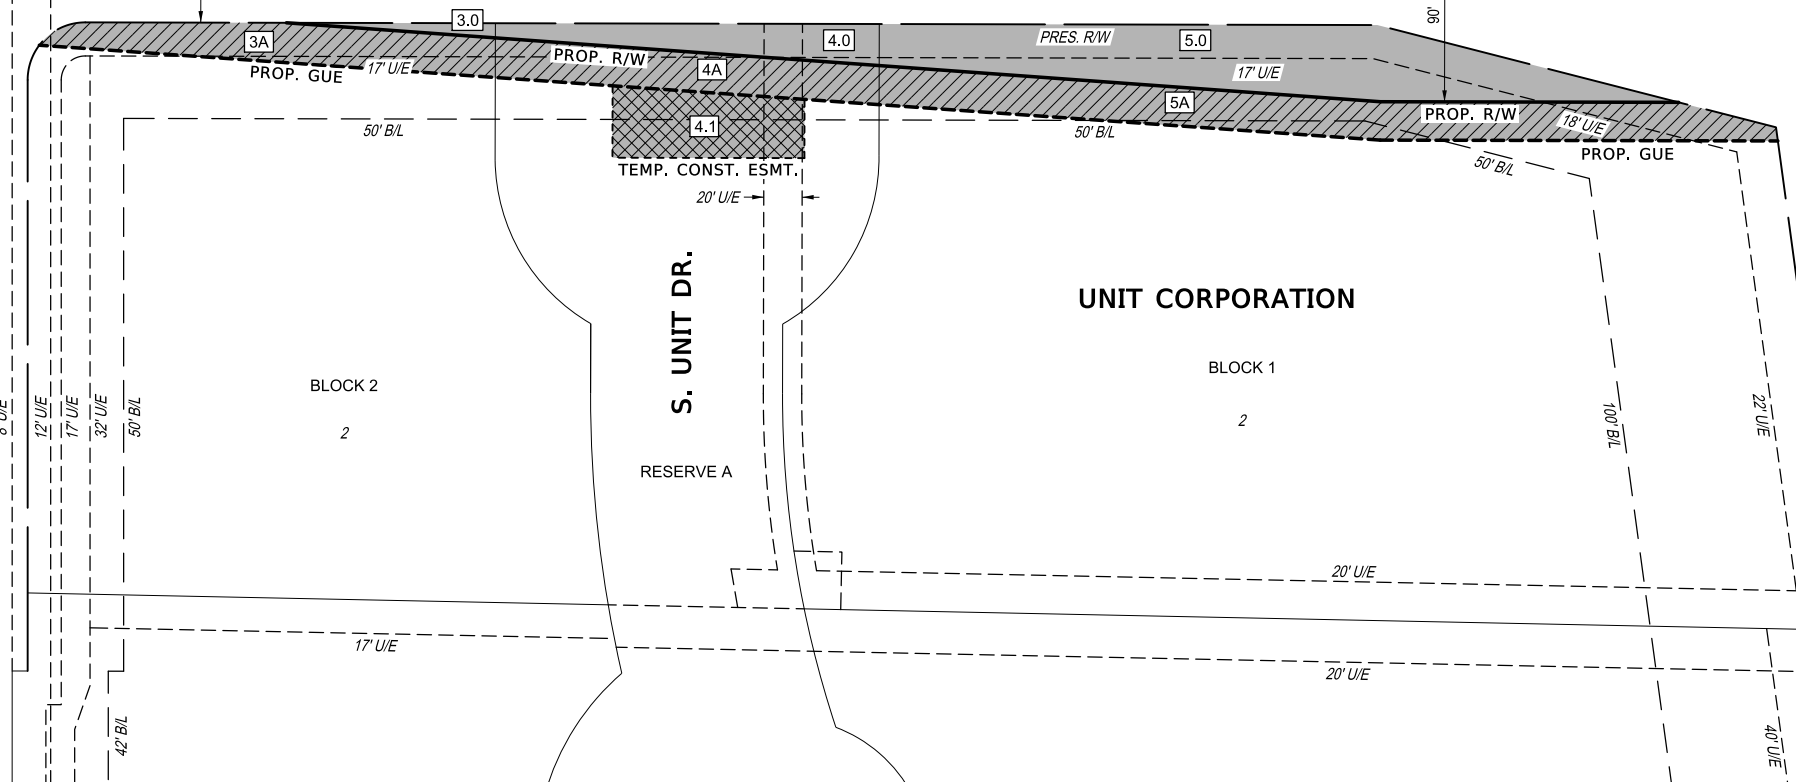 3.0
4.0
PRES. R/W
5.0
90'
3A
PROP. GUE
17' U/E
PROP. R/W
4A
17' U/E
5A
PROP. R/W
18' U/E
PROP. GUE
50' B/L
4.1
50' B/L
50' B/L
TEMP. CONST. ESMT.
20' U/E
S. UNIT DR.
UNIT CORPORATION
BLOCK 2
2
BLOCK 1
2
RESERVE A
12' U/E
17' U/E
32' U/E
50' B/L
100' B/L
22' U/E
20' U/E
17' U/E
20' U/E
42' B/L
40' U/E